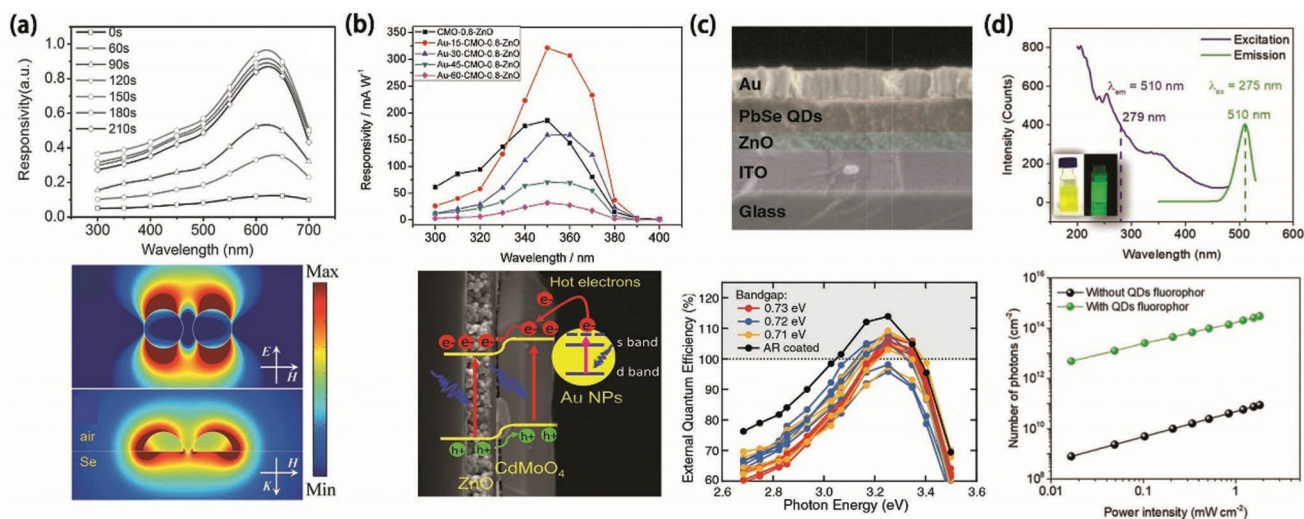 (a)
Responsivity(a.u.)
1.0
0.8
0.6
0.4
0.2
0.0
0s
60s
90s
120s
150s
180s
210s
300 400 500 600 700
Wavelength (nm)
Max
Min
E
H
air
Se
H
K
(b)
Responsivity / mA W⁻¹
350
300
250
200
150
100
50
0
CMO-0.8-ZnO
Au-15-CMO-0.8-ZnO
Au-30-CMO-0.8-ZnO
Au-45-CMO-0.8-ZnO
Au-60-CMO-0.8-ZnO
300 320 340 360 380 400
Wavelength / nm
Hot electrons
e-
e- e- e- e- e- e- e-
s band
d band
Au NPs
h+ h+ h+ h+
CdMoO₄
ZnO
(c)
Au
PbSe QDs
ZnO
ITO
Glass
External Quantum Efficiency (%)
120
110
100
90
80
70
60
Bandgap:
0.73 eV
0.72 eV
0.71 eV
AR coated
2.8 3.0 3.2 3.4 3.6
Photon Energy (eV)
(d)
Intensity (Counts)
800
600
400
200
0
Excitation
Emission
λem = 510 nm
λex = 275 nm
279 nm
510 nm
200 300 400 500 600
Wavelength (nm)
Number of photons (cm⁻²)
10¹⁶
10¹⁴
10¹²
10¹⁰
10⁸
Without QDs fluorophor
With QDs fluorophor
0.01 0.1 1
Power intensity (mW cm⁻²)